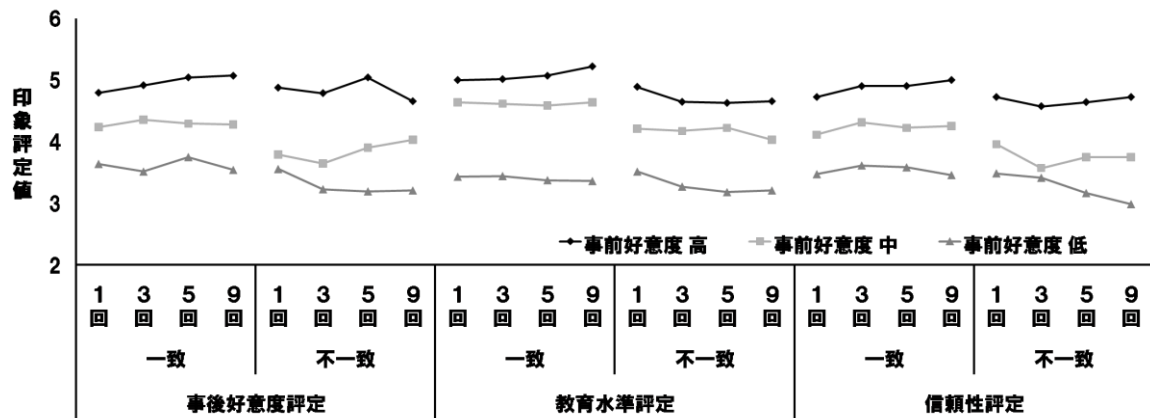 6
5
4
3
2
印象評定値
事前好意度 高 事前好意度 中 事前好意度 低
1回 3回 5回 9回 1回 3回 5回 9回 1回 3回 5回 9回 1回 3回 5回 9回 1回 3回 5回 9回 1回 3回 5回 9回
一致 不一致 一致 不一致 一致 不一致
事後好意度評定 教育水準評定 信頼性評定